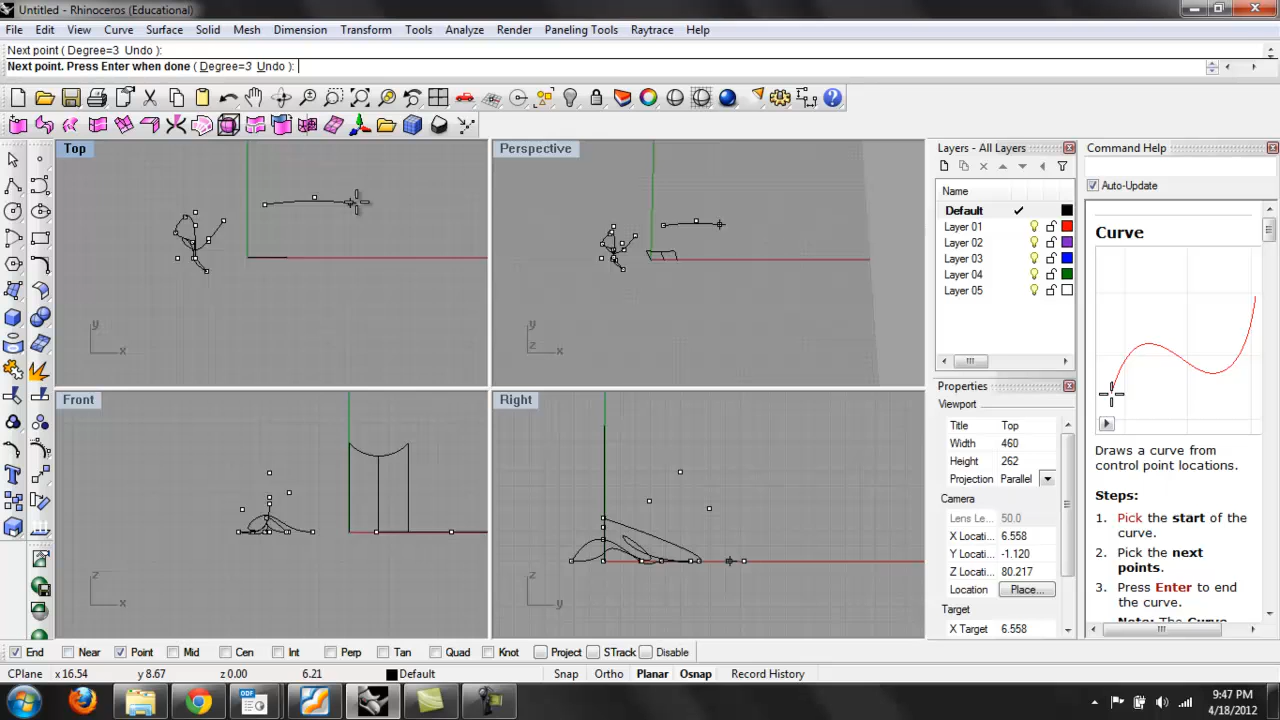 Untitled - Rhinoceros (Educational)
File Edit View Curve Surface Solid Mesh Dimension Transform Tools Analyze Render Paneling Tools Raytrace Help
Next point ( Degree=3 Undo ):
Next point. Press Enter when done ( Degree=3 Undo ):
Top
Perspective
Layers - All Layers
Command Help
Name
Auto-Update
Default
Layer 01
Layer 02
Layer 03
Layer 04
Layer 05
Curve
y
x
y
z
x
Properties
Viewport
Title Top
Width 460
Height 262
Projection Parallel
Camera
Lens Le... 50.0
X Locati... 6.558
Y Locati... -1.120
Z Locati... 80.217
Location Place...
Target
X Target 6.558
Draws a curve from
control point locations.
Steps:
1. Pick the start of the
curve.
2. Pick the next
points.
3. Press Enter to end
the curve.
Note: The Curve
Front
Right
z
x
z
y
End Near Point Mid Cen Int Perp Tan Quad Knot Project STrack Disable
CPlane x 16.54 y 8.67 z 0.00 6.21 Default Snap Ortho Planar Osnap Record History
ODF
9:47 PM
4/18/2012